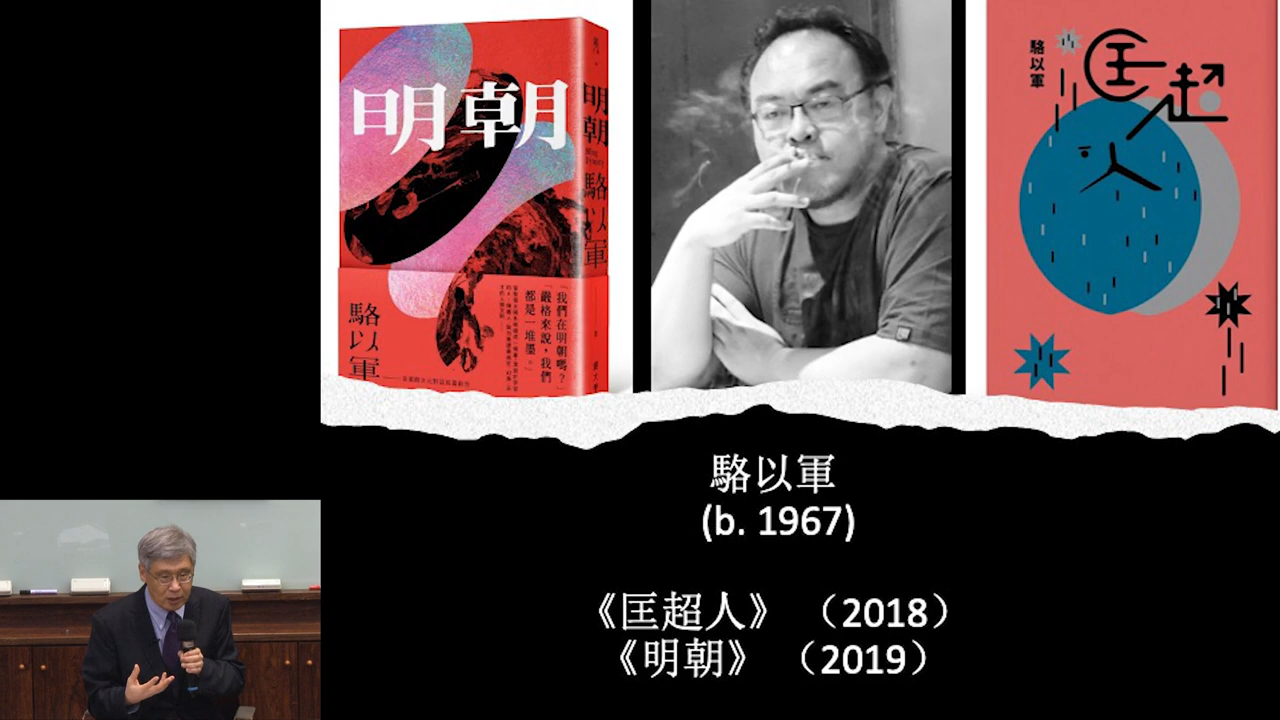 明朝
明朝
駱以軍
「我們在明朝嗎？」
「嚴格來說，我們
都是一堆墨。」
駱以軍
駱以軍
匡超人
駱以軍
(b. 1967)
《匡超人》（2018）
《明朝》（2019）